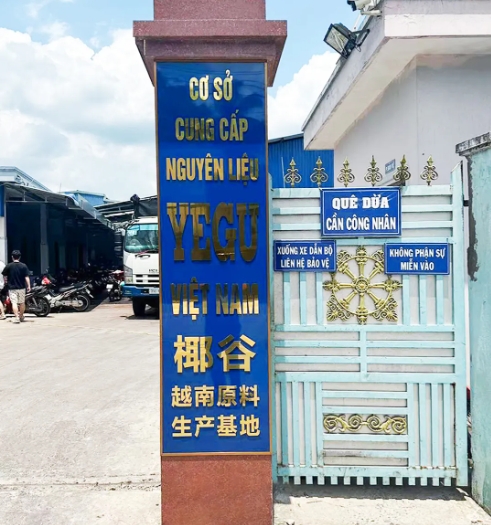 CƠ SỞ
CUNG CẤP
NGUYÊN LIỆU
YEGU
VIỆT NAM
椰谷
越南原料
生产基地
QUÊ DỪA
CẦN CÔNG NHÂN
XUỐNG XE DẪN BỘ
LIÊN HỆ BẢO VỆ
KHÔNG PHẬN SỰ
MIỄN VÀO